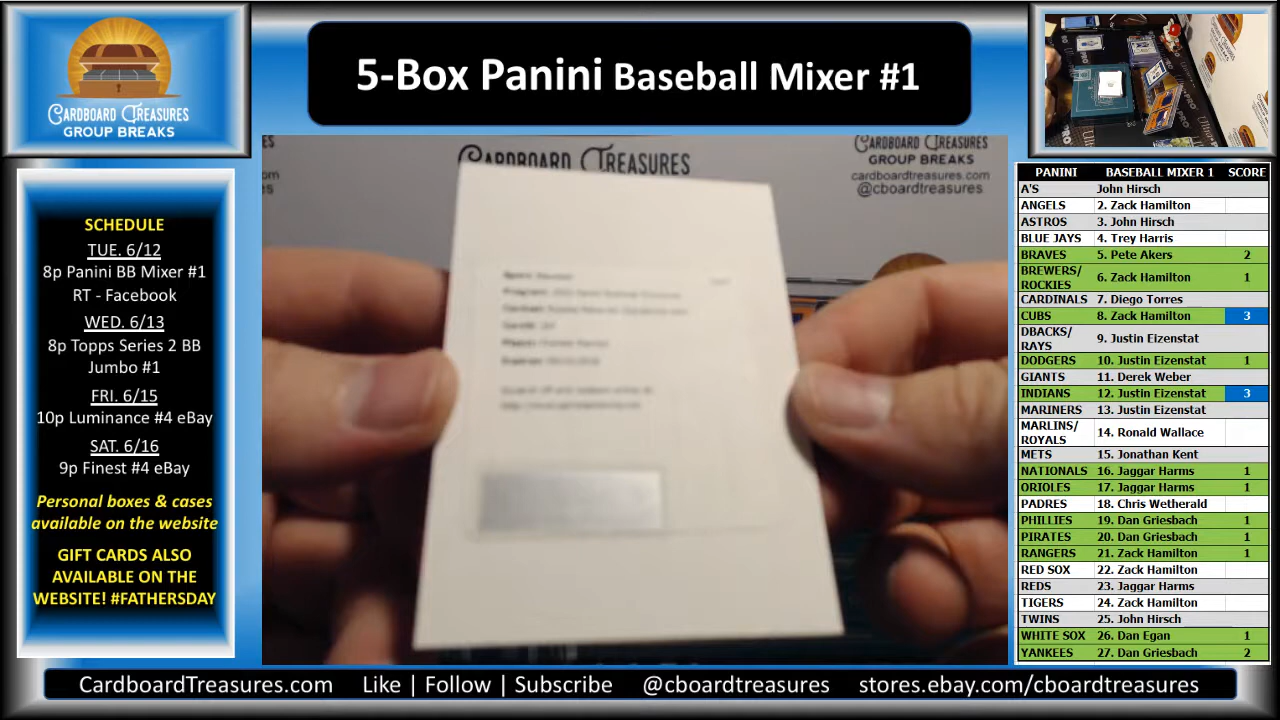 CARDBOARD TREASURES
GROUP BREAKS
5-Box Panini Baseball Mixer #1
SCHEDULE
TUE. 6/12
8p Panini BB Mixer #1
RT - Facebook
WED. 6/13
8p Topps Series 2 BB
Jumbo #1
FRI. 6/15
10p Luminance #4 eBay
SAT. 6/16
9p Finest #4 eBay
Personal boxes & cases
available on the website
GIFT CARDS ALSO
AVAILABLE ON THE
WEBSITE! #FATHERSDAY
CARDBOARD TREASURES
CARDBOARD TREASURES
GROUP BREAKS
cardboardtreasures.com
@cboardtreasures
PANINI BASEBALL MIXER 1 SCORE
A'S John Hirsch
ANGELS 2. Zack Hamilton
ASTROS 3. John Hirsch
BLUE JAYS 4. Trey Harris
BRAVES 5. Pete Akers 2
BREWERS/
ROCKIES 6. Zack Hamilton 1
CARDINALS 7. Diego Torres
CUBS 8. Zack Hamilton 3
DBACKS/
RAYS 9. Justin Eizenstat
DODGERS 10. Justin Eizenstat 1
GIANTS 11. Derek Weber
INDIANS 12. Justin Eizenstat 3
MARINERS 13. Justin Eizenstat
MARLINS/
ROYALS 14. Ronald Wallace
METS 15. Jonathan Kent
NATIONALS 16. Jaggar Harms 1
ORIOLES 17. Jaggar Harms 1
PADRES 18. Chris Wetherald
PHILLIES 19. Dan Griesbach 1
PIRATES 20. Dan Griesbach 1
RANGERS 21. Zack Hamilton 1
RED SOX 22. Zack Hamilton
REDS 23. Jaggar Harms
TIGERS 24. Zack Hamilton
TWINS 25. John Hirsch
WHITE SOX 26. Dan Egan 1
YANKEES 27. Dan Griesbach 2
CardboardTreasures.com Like | Follow | Subscribe @cboardtreasures stores.ebay.com/cboardtreasures